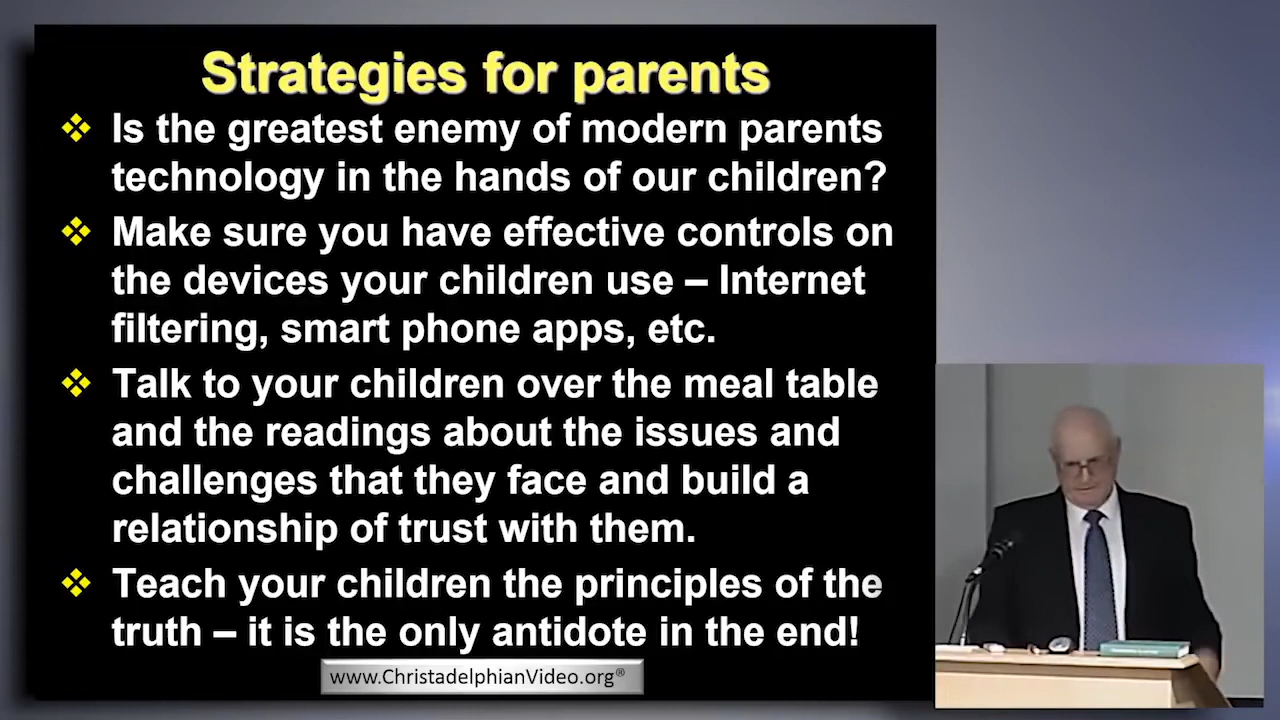 Strategies for parents
Is the greatest enemy of modern parents
technology in the hands of our children?
Make sure you have effective controls on
the devices your children use – Internet
filtering, smart phone apps, etc.
Talk to your children over the meal table
and the readings about the issues and
challenges that they face and build a
relationship of trust with them.
Teach your children the principles of the
truth – it is the only antidote in the end!
www.ChristadelphianVideo.org®